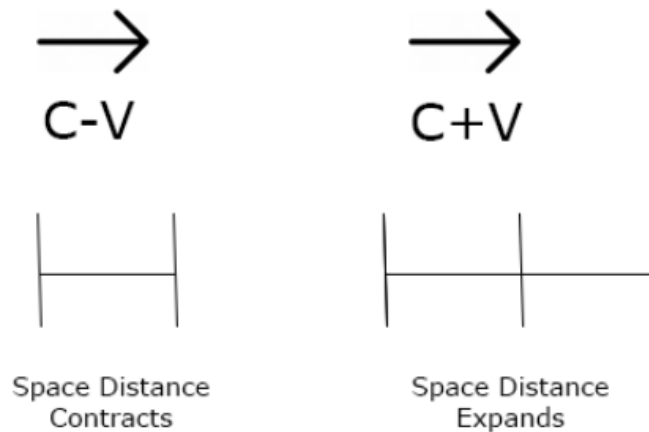 C-V
C+V
Space Distance
Contracts
Space Distance
Expands